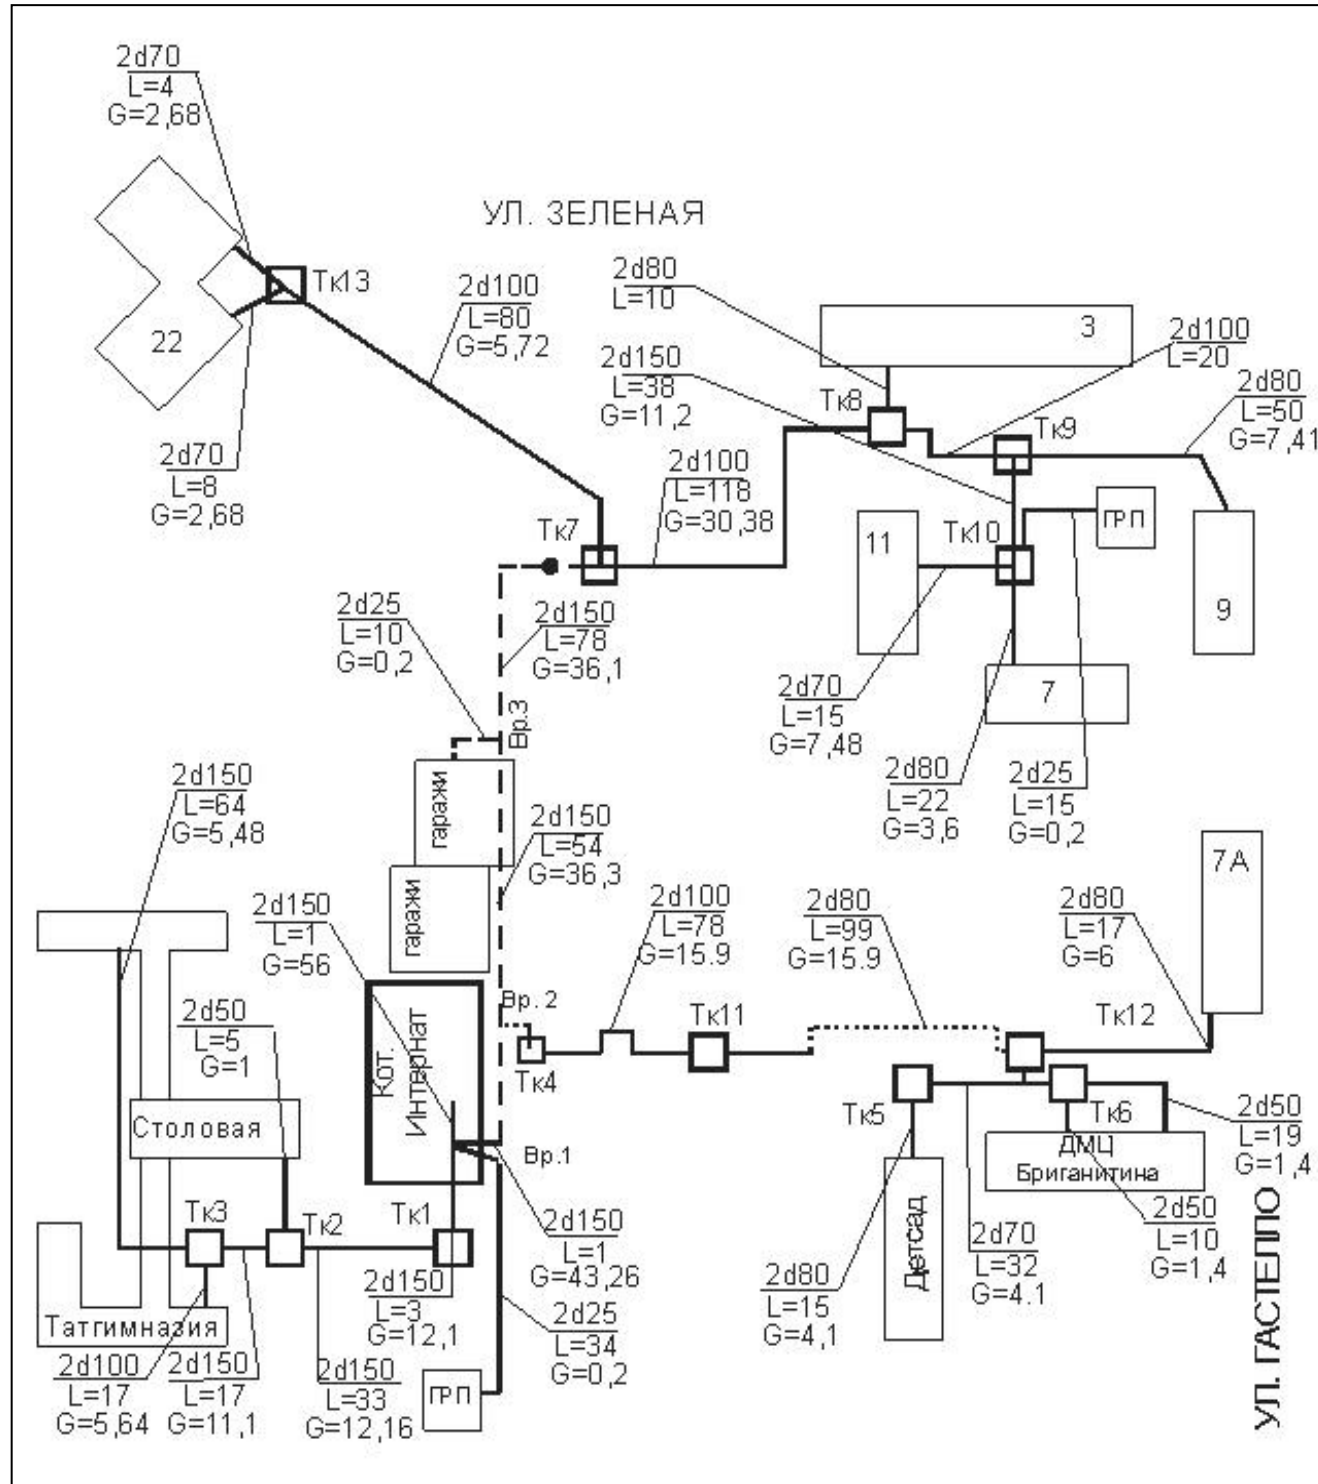 2d70
L=4
G=2,68
УЛ. ЗЕЛЕНАЯ
Тк13
22
2d100
L=80
G=5,72
2d80
L=10
3
2d100
L=20
2d150
L=38
G=11,2
Тк8
2d80
L=50
G=7,41
Тк9
2d70
L=8
G=2,68
2d100
L=118
G=30,38
Тк7
11
Тк10
ГРП
9
2d25
L=10
G=0,2
2d150
L=78
G=36,1
7
2d70
L=15
G=7,48
Вр.3
2d80
L=22
G=3,6
2d25
L=15
G=0,2
2d150
L=64
G=5,48
гаражи
2d150
L=54
G=36,3
7А
гаражи
2d150
L=1
G=56
2d100
L=78
G=15.9
2d80
L=99
G=15.9
2d80
L=17
G=6
2d50
L=5
G=1
Вр.2
Тк11
Тк12
Кот.
Интернат
Тк4
Тк5
Тк6
2d50
L=19
G=1,4
Столовая
Вр.1
ДМЦ
Бриганитина
Тк3
Тк2
Тк1
2d150
L=1
G=43,26
Детсад
2d50
L=10
G=1,4
2d70
L=32
G=4.1
2d80
L=15
G=4,1
2d150
L=3
G=12,1
Татгимназия
2d25
L=34
G=0,2
2d100
L=17
G=5,64
2d150
L=17
G=11,1
2d150
L=33
G=12,16
ГРП
УЛ. ГАСТЕЛЛО